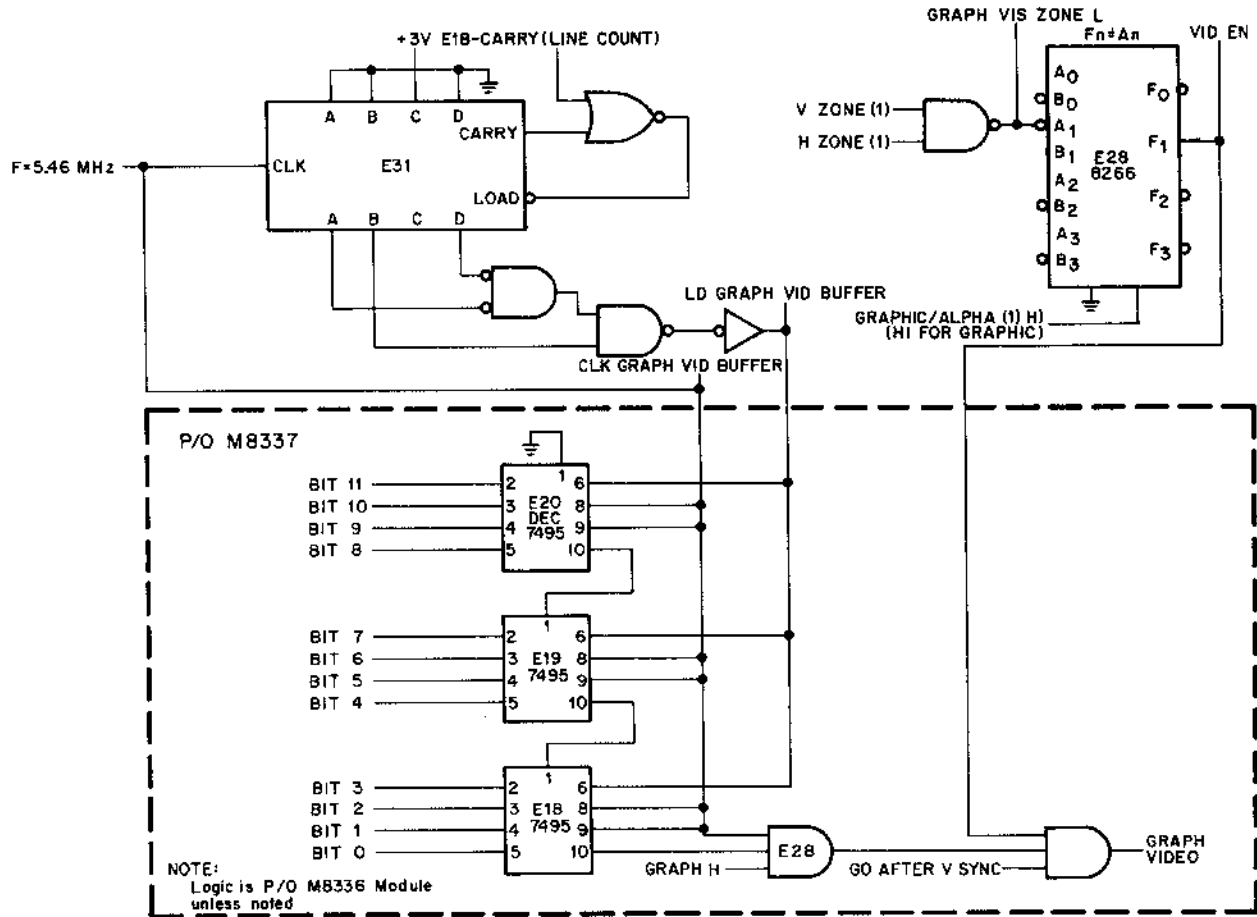 GRAPH VIS ZONE L
Fn≠An
VID EN
+3V E18-CARRY (LINE COUNT)
A B C D
CARRY
E31
CLK
F=5.46 MHz
LOAD
A B C D
V ZONE (1)
H ZONE (1)
A0
B0
A1
B1
A2
B2
A3
B3
E28
8266
F0
F1
F2
F3
LD GRAPH VID BUFFER
GRAPHIC/ALPHA (1) H)
(HI FOR GRAPHIC)
CLK GRAPH VID BUFFER
P/O M8337
1
BIT 11 2 6
BIT 10 3 E20 8
BIT 9 4 DEC 9
BIT 8 5 7495 10
1
BIT 7 2 6
BIT 6 3 E19 8
BIT 5 4 7495 9
BIT 4 5 10
1
BIT 3 2 6
BIT 2 3 E18 8
BIT 1 4 7495 9
BIT 0 5 10
E28
GRAPH H
GO AFTER V SYNC
GRAPH
VIDEO
NOTE:
Logic is P/O M8336 Module
unless noted